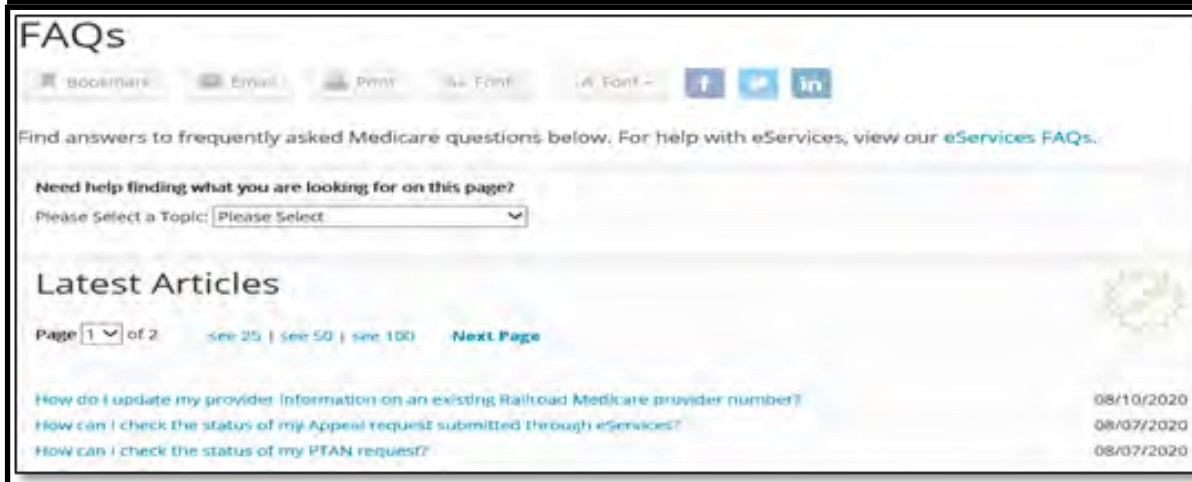 FAQs
Bookmark Email Print A+ Font A Font - f in
Find answers to frequently asked Medicare questions below. For help with eServices, view our eServices FAQs.
Need help finding what you are looking for on this page?
Please Select a Topic: Please Select
Latest Articles
Page 1 of 2 see 25 | see 50 | see 100 Next Page
How do I update my provider information on an existing Railroad Medicare provider number? 08/10/2020
How can I check the status of my Appeal request submitted through eServices? 08/07/2020
How can I check the status of my PTAN request? 08/07/2020